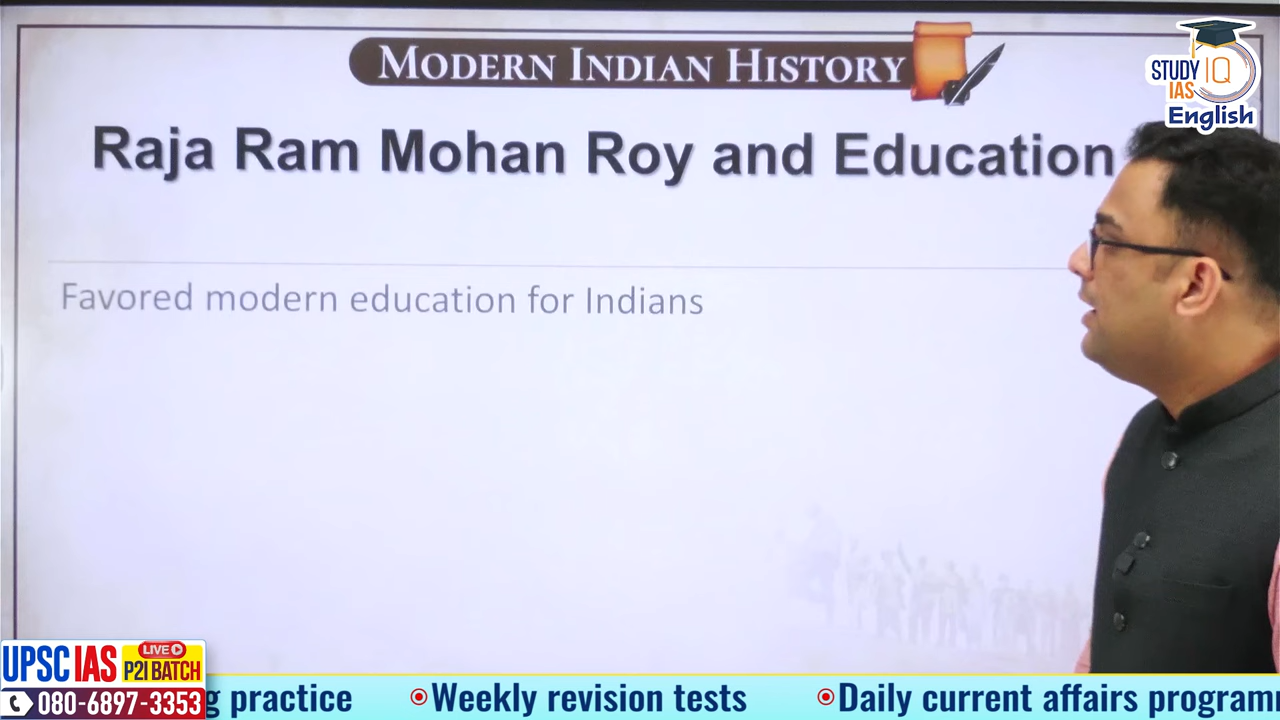 MODERN INDIAN HISTORY
STUDY IQ
IAS
English
Raja Ram Mohan Roy and Education
Favored modern education for Indians
UPSC IAS LIVE
P2I BATCH
080-6897-3353
g practice
Weekly revision tests
Daily current affairs program